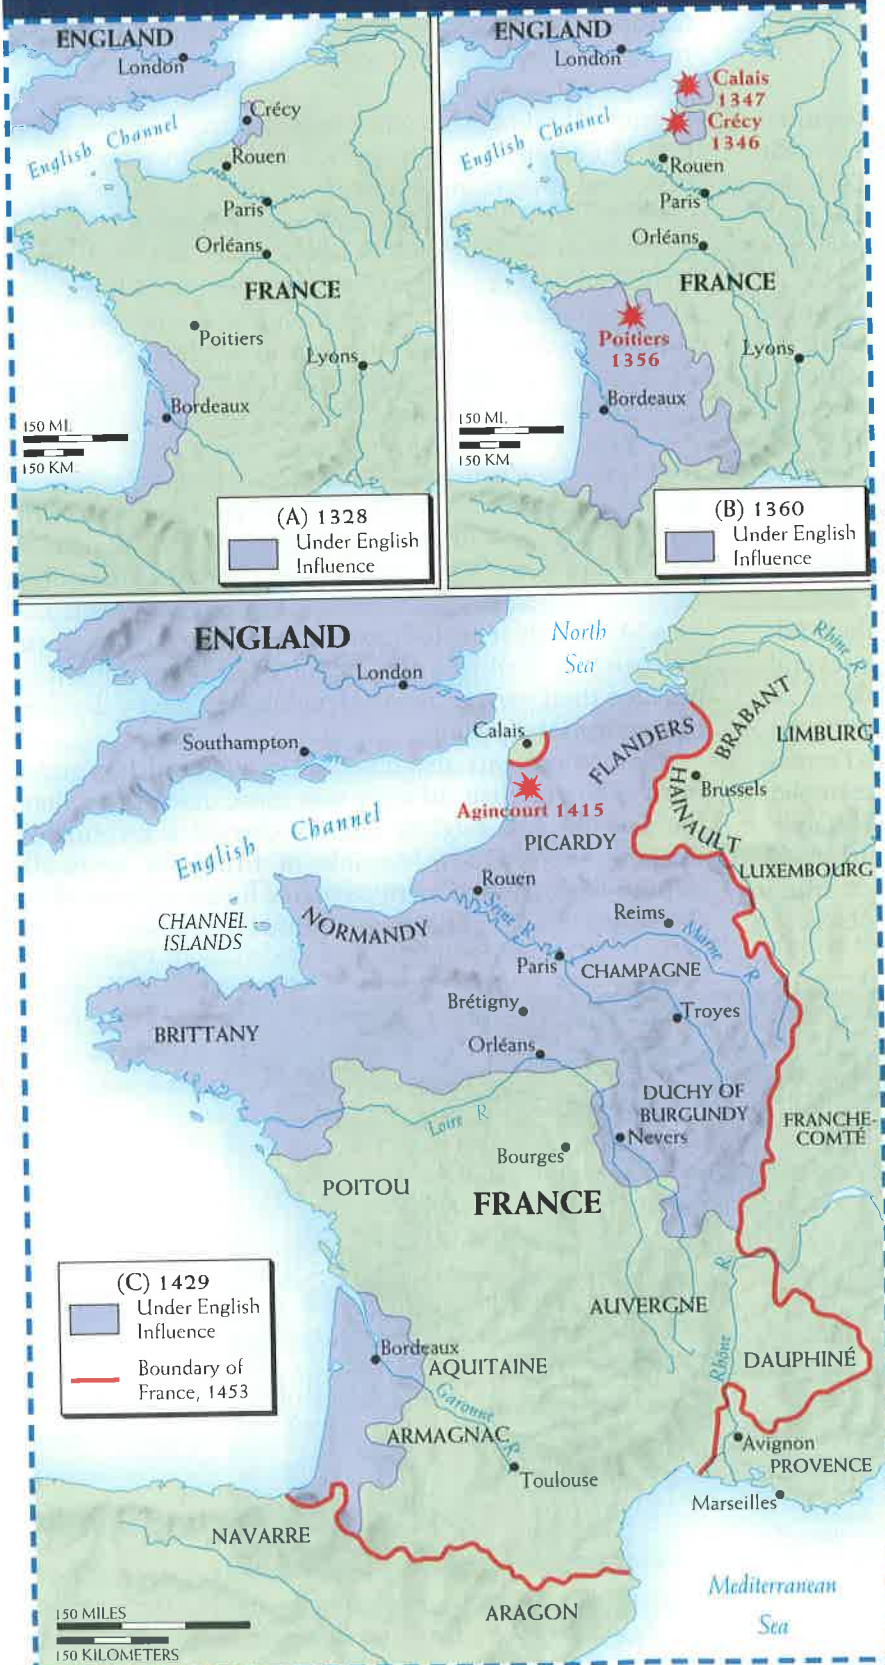 ENGLAND
London
Crécy
English Channel
Rouen
Paris
Orléans
FRANCE
Poitiers
Lyons
Bordeaux
150 MI.
150 KM.
(A) 1328
Under English
Influence
ENGLAND
London
Calais
1347
Crécy
1346
English Channel
Rouen
Paris
Orléans
FRANCE
Poitiers
1356
Lyons
Bordeaux
150 MI.
150 KM.
(B) 1360
Under English
Influence
ENGLAND
North
Sea
Rhine R.
London
BRABANT
Calais
FLANDERS
LIMBURG
Southampton
HAINAULT
Brussels
Agincourt 1415
English Channel
PICARDY
LUXEMBOURG
Rouen
CHANNEL
ISLANDS
NORMANDY
Seine R.
Reims
Marne R
Paris
CHAMPAGNE
Brétigny
Troyes
BRITTANY
Orléans
DUCHY OF
BURGUNDY
Loire R
FRANCHE-
COMTÉ
Nevers
Bourges
POITOU
FRANCE
(C) 1429
Under English
Influence
Boundary of
France, 1453
AUVERGNE
Rhône R
Bordeaux
AQUITAINE
DAUPHINÉ
Garonne R
ARMAGNAC
Avignon
PROVENCE
Toulouse
Marseilles
NAVARRE
Mediterranean
Sea
ARAGON
150 MILES
150 KILOMETERS